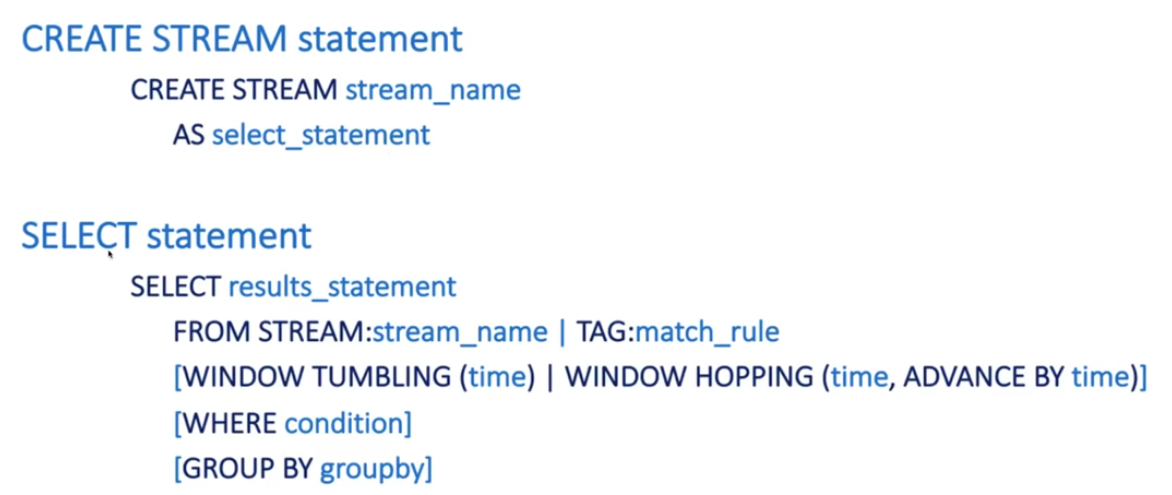 CREATE STREAM statement
CREATE STREAM stream_name
AS select_statement
SELECT statement
SELECT results_statement
FROM STREAM:stream_name | TAG:match_rule
[WINDOW TUMBLING (time) | WINDOW HOPPING (time, ADVANCE BY time)]
[WHERE condition]
[GROUP BY groupby]